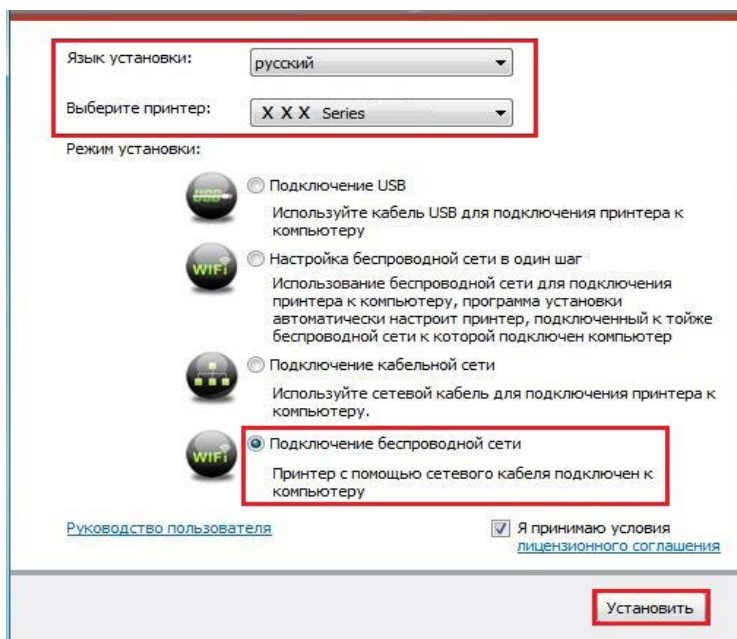 Язык установки: русский
Выберите принтер: X X X Series
Режим установки:
USB
Подключение USB
Используйте кабель USB для подключения принтера к
компьютеру
WiFi
Настройка беспроводной сети в один шаг
Использование беспроводной сети для подключения
принтера к компьютеру, программа установки
автоматически настроит принтер, подключенный к тойже
беспроводной сети к которой подключен компьютер
Подключение кабельной сети
Используйте сетевой кабель для подключения принтера к
компьютеру.
WiFi
Подключение беспроводной сети
Принтер с помощью сетевого кабеля подключен к
компьютеру
Руководство пользователя
Я принимаю условия
лицензионного соглашения
Установить